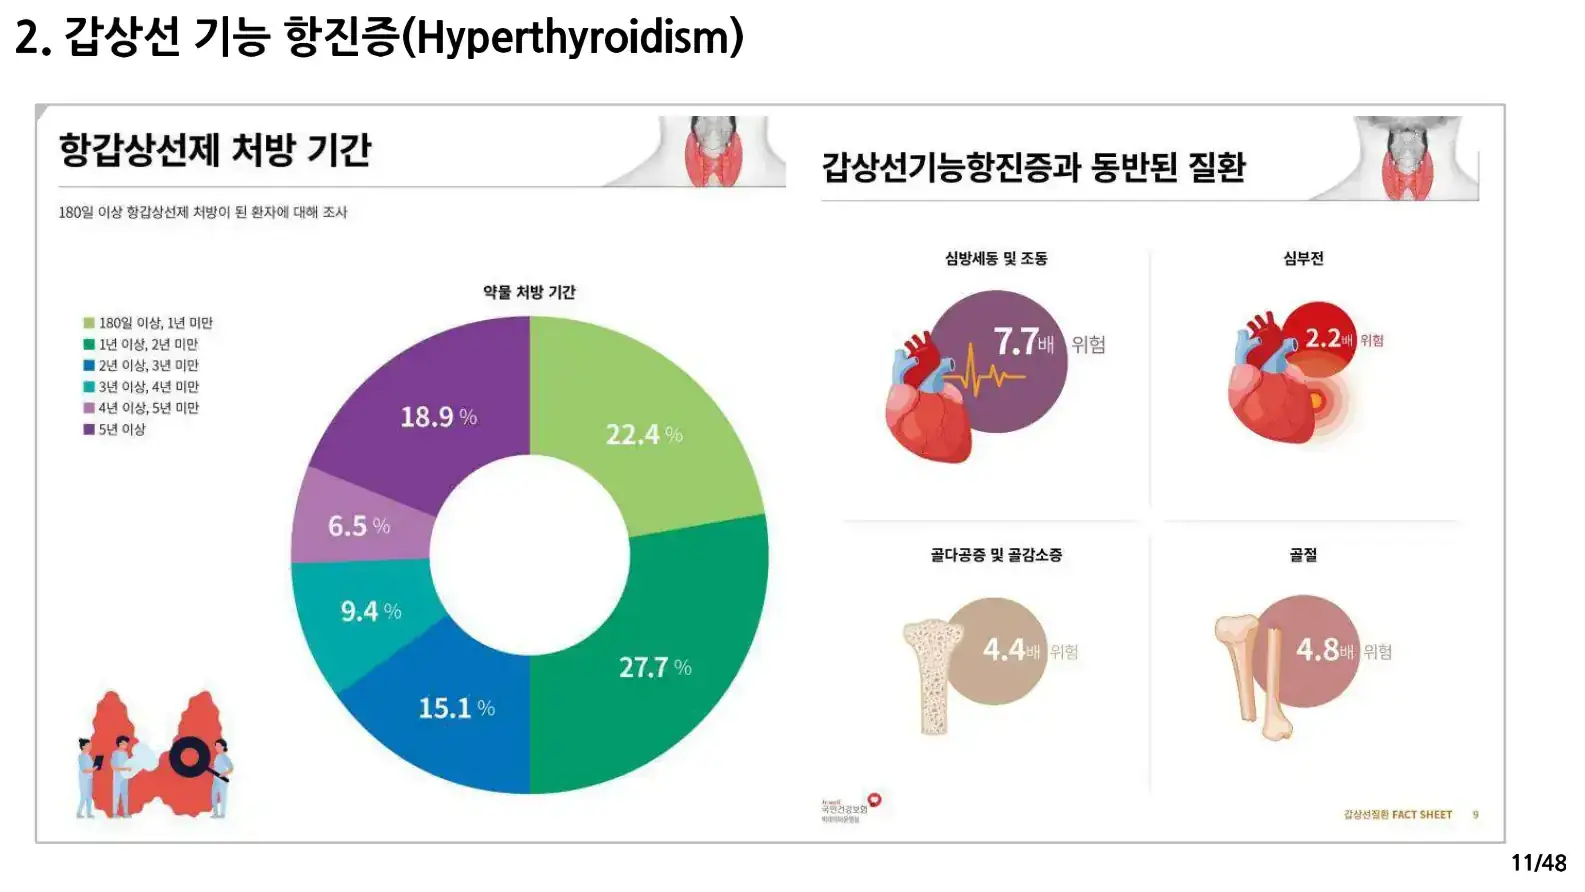 2. 갑상선 기능 항진증(Hyperthyroidism)
항갑상선제 처방 기간
180일 이상 항갑상선제 처방이 된 환자에 대해 조사
약물 처방 기간
180일 이상, 1년 미만
1년 이상, 2년 미만
2년 이상, 3년 미만
3년 이상, 4년 미만
4년 이상, 5년 미만
5년 이상
18.9 %
22.4 %
6.5 %
9.4 %
27.7 %
15.1 %
갑상선기능항진증과 동반된 질환
심방세동 및 조동
7.7배 위험
심부전
2.2배 위험
골다공증 및 골감소증
4.4배 위험
골절
4.8배 위험
국민건강보험
갑상선질환 FACT SHEET 9
11/48